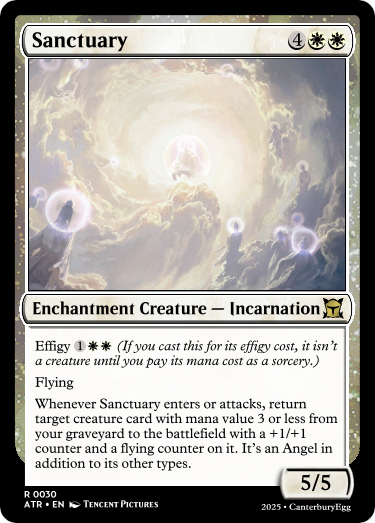 Sanctuary 4
Enchantment Creature — Incarnation
Effigy 1 (If you cast this for its effigy cost, it isn't
a creature until you pay its mana cost as a sorcery.)
Flying
Whenever Sanctuary enters or attacks, return
target creature card with mana value 3 or less from
your graveyard to the battlefield with a +1/+1
counter and a flying counter on it. It's an Angel in
addition to its other types.
5/5
R 0030
ATR • EN Tencent Pictures
2025 • CanterburyEgg